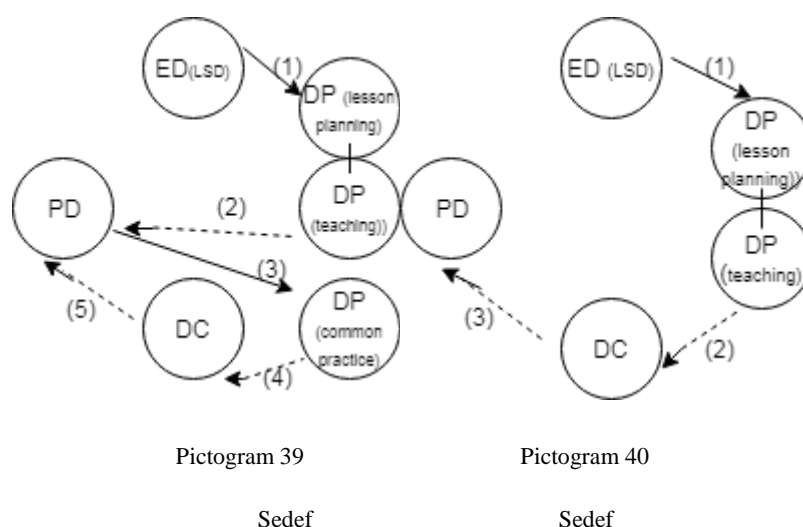 ED(LSD)
(1)
DP (lesson
planning)
DP
(teaching))
(2)
PD
(3)
DP
(common
practice)
(4)
DC
(5)
Pictogram 39
Sedef
ED (LSD)
(1)
DP
(lesson
planning))
DP
(teaching)
(2)
DC
(3)
PD
Pictogram 40
Sedef